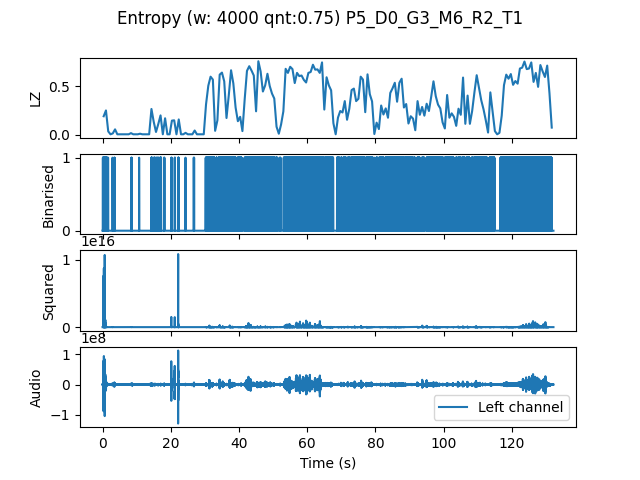 Entropy (w: 4000 qnt:0.75) P5_D0_G3_M6_R2_T1
0.5
0.0
LZ
1
0
Binarised
1e16
1
0
Squared
1e8
1
0
−1
Audio
Left channel
0 20 40 60 80 100 120
Time (s)